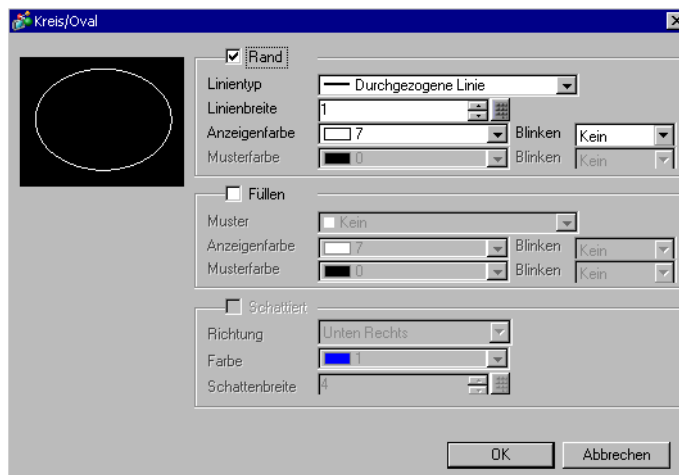 Kreis/Oval
Rand
Linientyp Durchgezogene Linie
Linienbreite 1
Anzeigenfarbe 7 Blinken Kein
Musterfarbe 0 Blinken Kein
Füllen
Muster Kein
Anzeigenfarbe 7 Blinken Kein
Musterfarbe 0 Blinken Kein
Schattiert
Richtung Unten Rechts
Farbe 1
Schattenbreite 4
OK Abbrechen